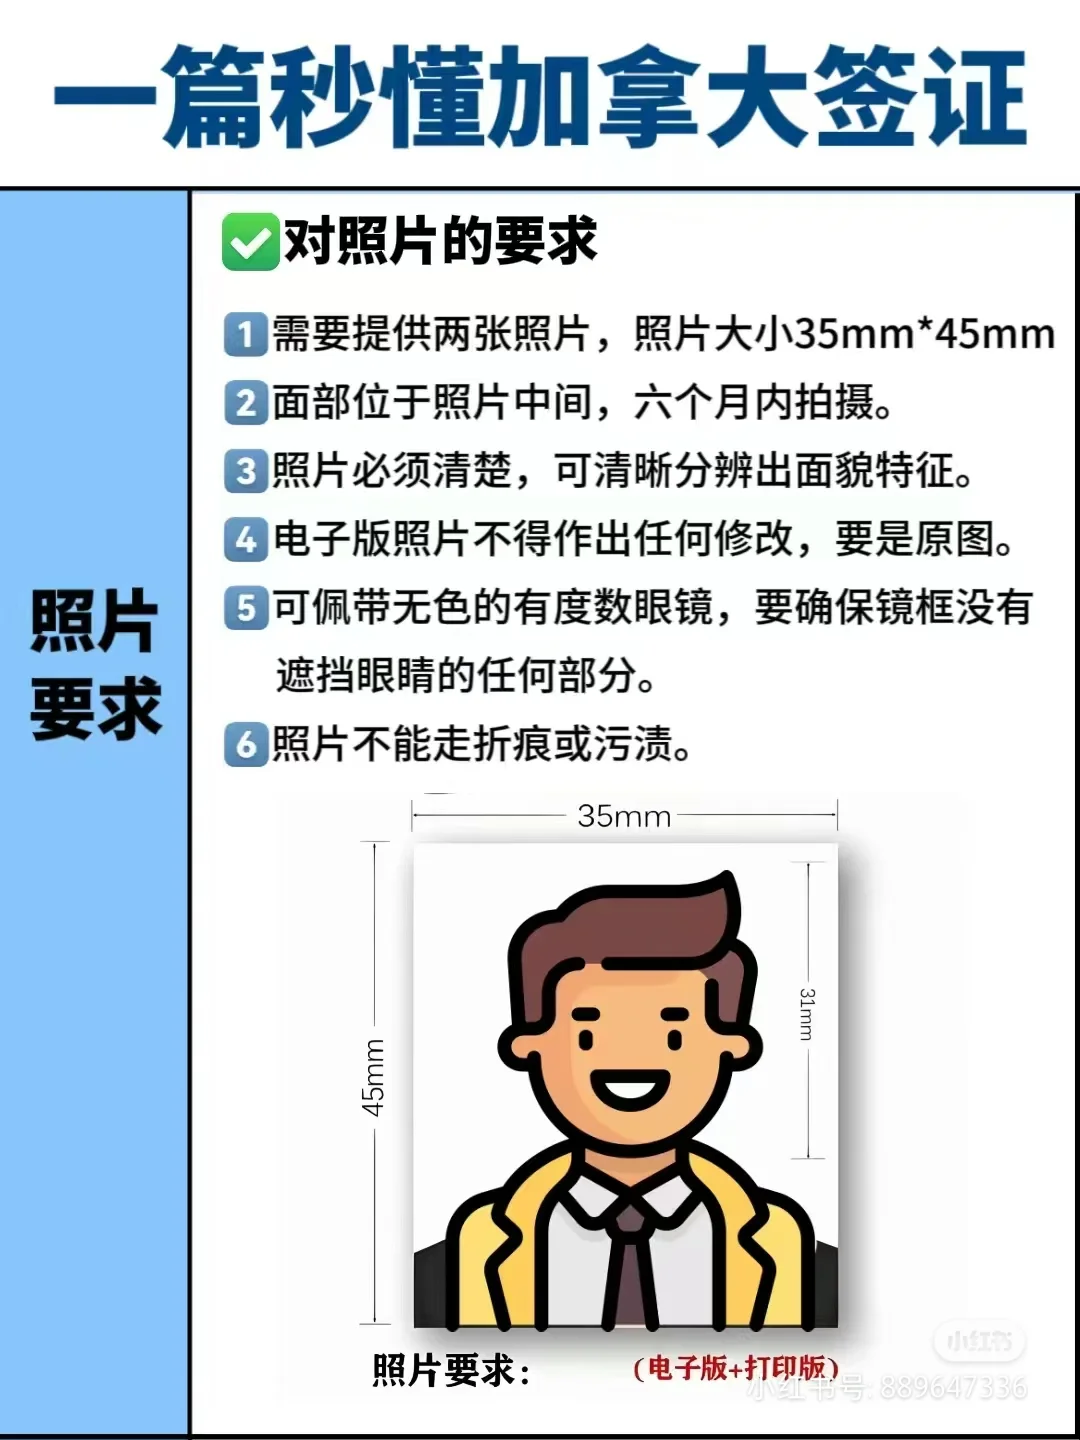 一篇秒懂加拿大签证
照片
要求
✅对照片的要求
1 需要提供两张照片，照片大小35mm*45mm
2 面部位于照片中间，六个月内拍摄。
3 照片必须清楚，可清晰分辨出面貌特征。
4 电子版照片不得作出任何修改，要是原图。
5 可佩带无色的有度数眼镜，要确保镜框没有
遮挡眼睛的任何部分。
6 照片不能走折痕或污渍。
35mm
45mm
31mm
照片要求：
（电子版+打印版）
小红书
小红书号: 889647336